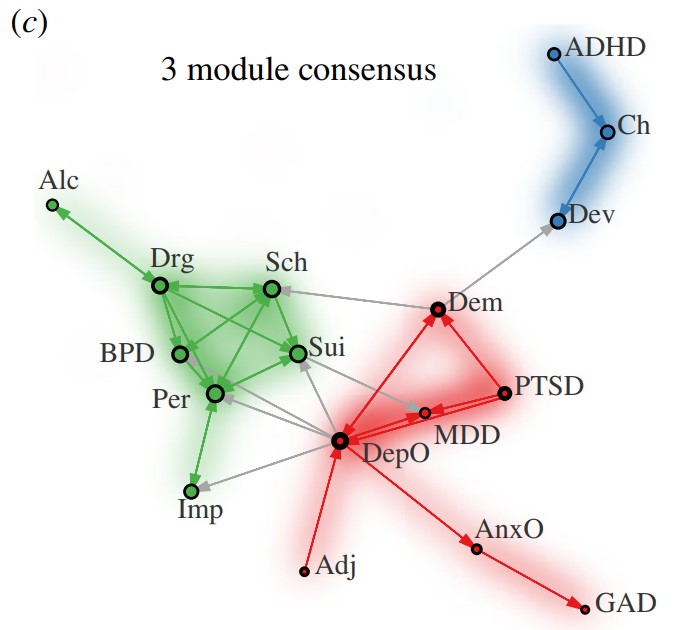 (c)
3 module consensus
ADHD
Ch
Alc
Dev
Drg
Sch
Dem
BPD
Sui
PTSD
Per
MDD
DepO
Imp
AnxO
Adj
GAD